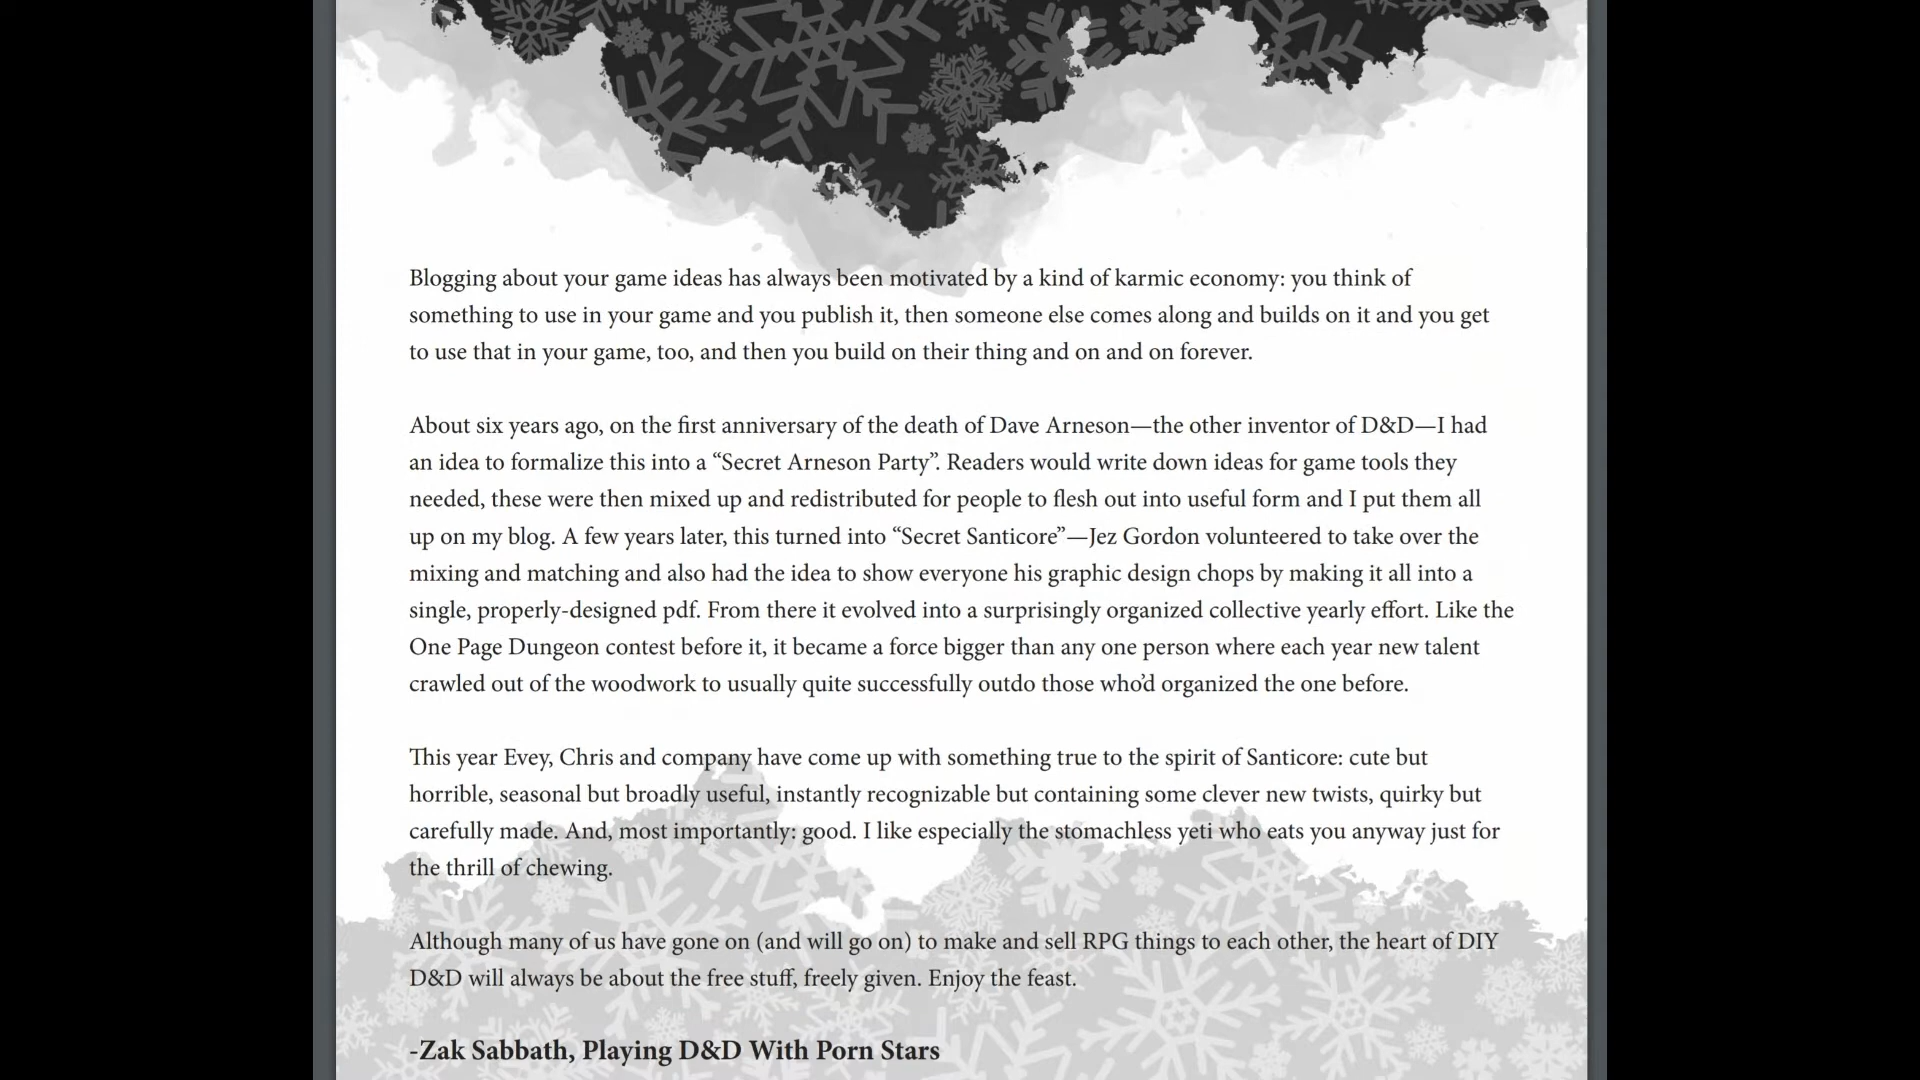 Blogging about your game ideas has always been motivated by a kind of karmic economy: you think of
something to use in your game and you publish it, then someone else comes along and builds on it and you get
to use that in your game, too, and then you build on their thing and on and on forever.
About six years ago, on the first anniversary of the death of Dave Arneson—the other inventor of D&D—I had
an idea to formalize this into a “Secret Arneson Party”. Readers would write down ideas for game tools they
needed, these were then mixed up and redistributed for people to flesh out into useful form and I put them all
up on my blog. A few years later, this turned into “Secret Santicore”—Jez Gordon volunteered to take over the
mixing and matching and also had the idea to show everyone his graphic design chops by making it all into a
single, properly-designed pdf. From there it evolved into a surprisingly organized collective yearly effort. Like the
One Page Dungeon contest before it, it became a force bigger than any one person where each year new talent
crawled out of the woodwork to usually quite successfully outdo those who’d organized the one before.
This year Evey, Chris and company have come up with something true to the spirit of Santicore: cute but
horrible, seasonal but broadly useful, instantly recognizable but containing some clever new twists, quirky but
carefully made. And, most importantly: good. I like especially the stomachless yeti who eats you anyway just for
the thrill of chewing.
Although many of us have gone on (and will go on) to make and sell RPG things to each other, the heart of DIY
D&D will always be about the free stuff, freely given. Enjoy the feast.
-Zak Sabbath, Playing D&D With Porn Stars